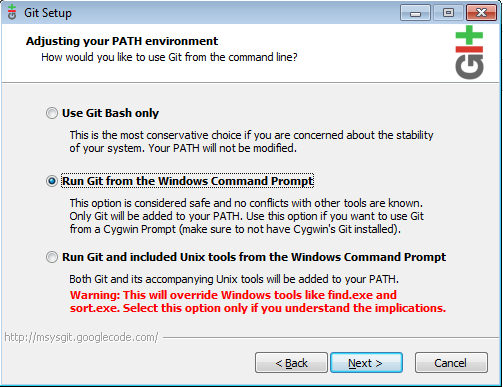 Git Setup
Adjusting your PATH environment
How would you like to use Git from the command line?
Use Git Bash only
This is the most conservative choice if you are concerned about the stability
of your system. Your PATH will not be modified.
Run Git from the Windows Command Prompt
This option is considered safe and no conflicts with other tools are known.
Only Git will be added to your PATH. Use this option if you want to use Git
from a Cygwin Prompt (make sure to not have Cygwin's Git installed).
Run Git and included Unix tools from the Windows Command Prompt
Both Git and its accompanying Unix tools will be added to your PATH.
Warning: This will override Windows tools like find.exe and
sort.exe. Select this option only if you understand the implications.
http://msysgit.googlecode.com/
< Back
Next >
Cancel